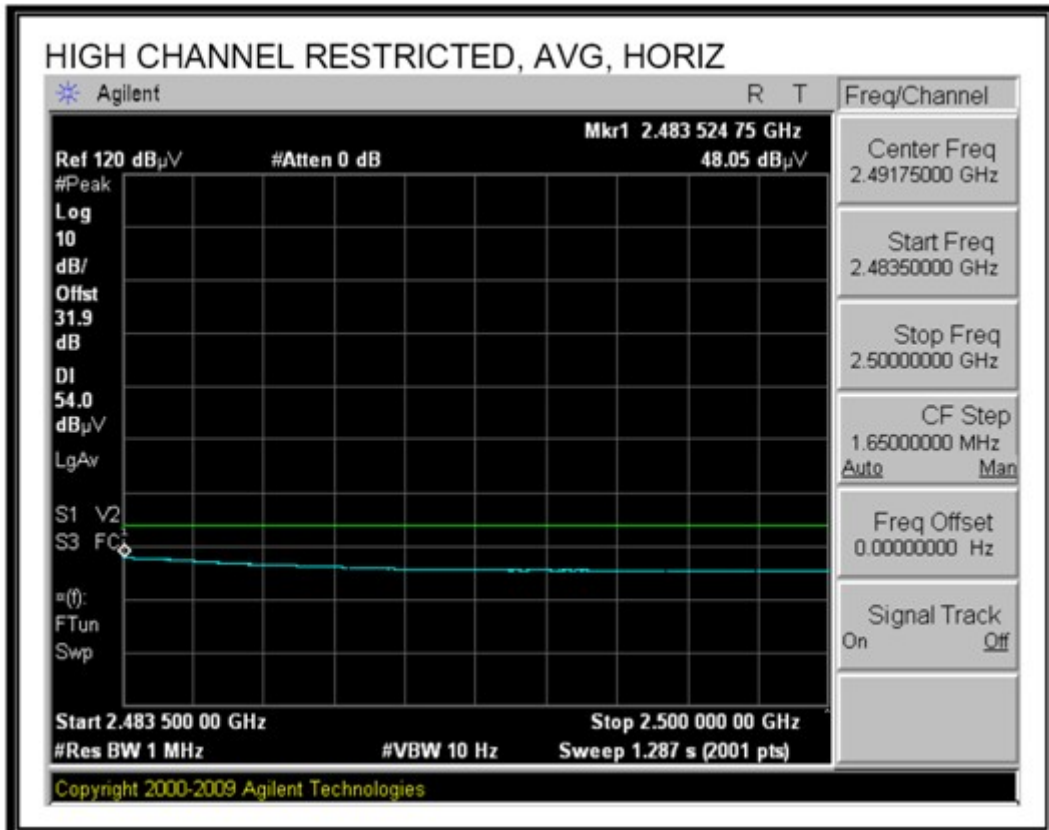 HIGH CHANNEL RESTRICTED, AVG, HORIZ
Agilent R T
Mkr1 2.483 524 75 GHz
Ref 120 dBµV #Atten 0 dB 48.05 dBµV
#Peak
Log
10
dB/
Offst
31.9
dB
DI
54.0
dBµV
LgAv
S1 V2
S3 FC
¤(f):
FTun
Swp
1
Start 2.483 500 00 GHz Stop 2.500 000 00 GHz
#Res BW 1 MHz #VBW 10 Hz Sweep 1.287 s (2001 pts)
Freq/Channel
Center Freq
2.49175000 GHz
Start Freq
2.48350000 GHz
Stop Freq
2.50000000 GHz
CF Step
1.65000000 MHz
Auto Man
Freq Offset
0.00000000 Hz
Signal Track
On Off
Copyright 2000-2009 Agilent Technologies